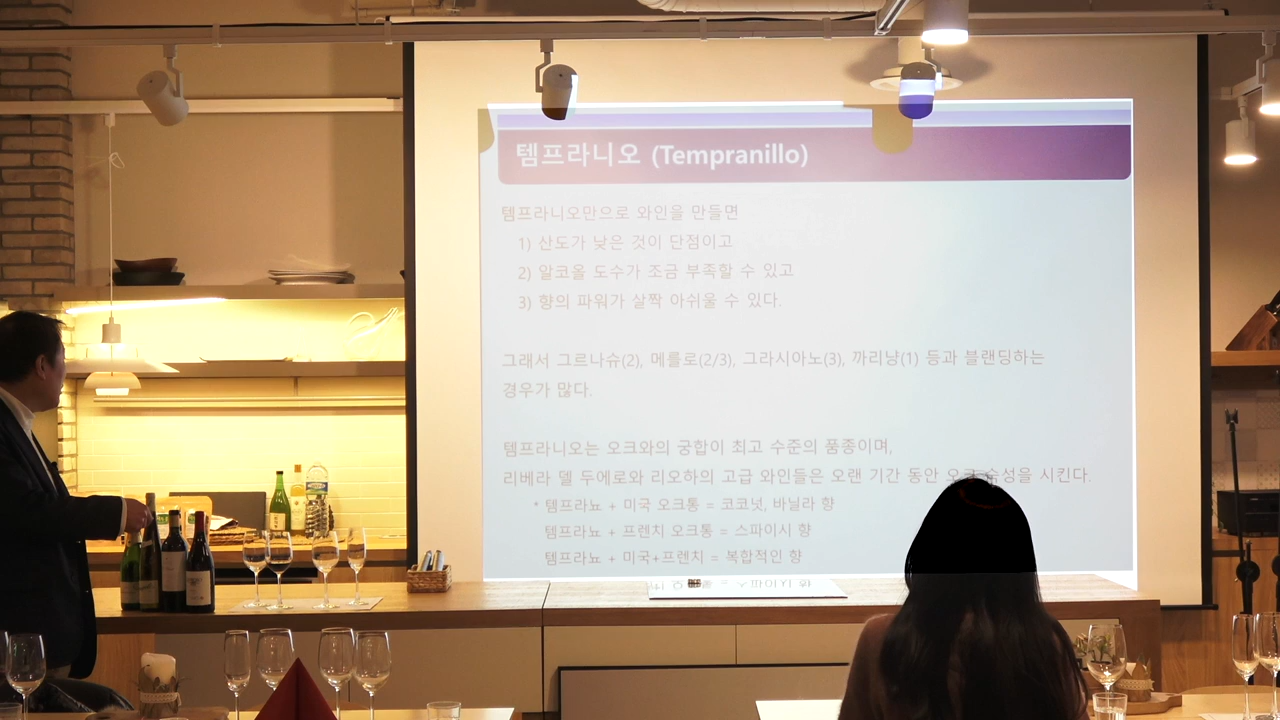 템프라니오 (Tempranillo)
템프라니오만으로 와인을 만들면
1) 산도가 낮은 것이 단점이고
2) 알코올 도수가 조금 부족할 수 있고
3) 향의 파워가 살짝 아쉬울 수 있다.
그래서 그르나슈(2), 메를로(2/3), 그라시아노(3), 까리냥(1) 등과 블랜딩하는
경우가 많다.
템프라니오는 오크와의 궁합이 최고 수준의 품종이며,
리베라 델 두에로와 리오하의 고급 와인들은 오랜 기간 동안 숙성을 시킨다.
* 템프라뇨 + 미국 오크통 = 코코넛, 바닐라 향
템프라뇨 + 프렌치 오크통 = 스파이시 향
템프라뇨 + 미국+프렌치 = 복합적인 향